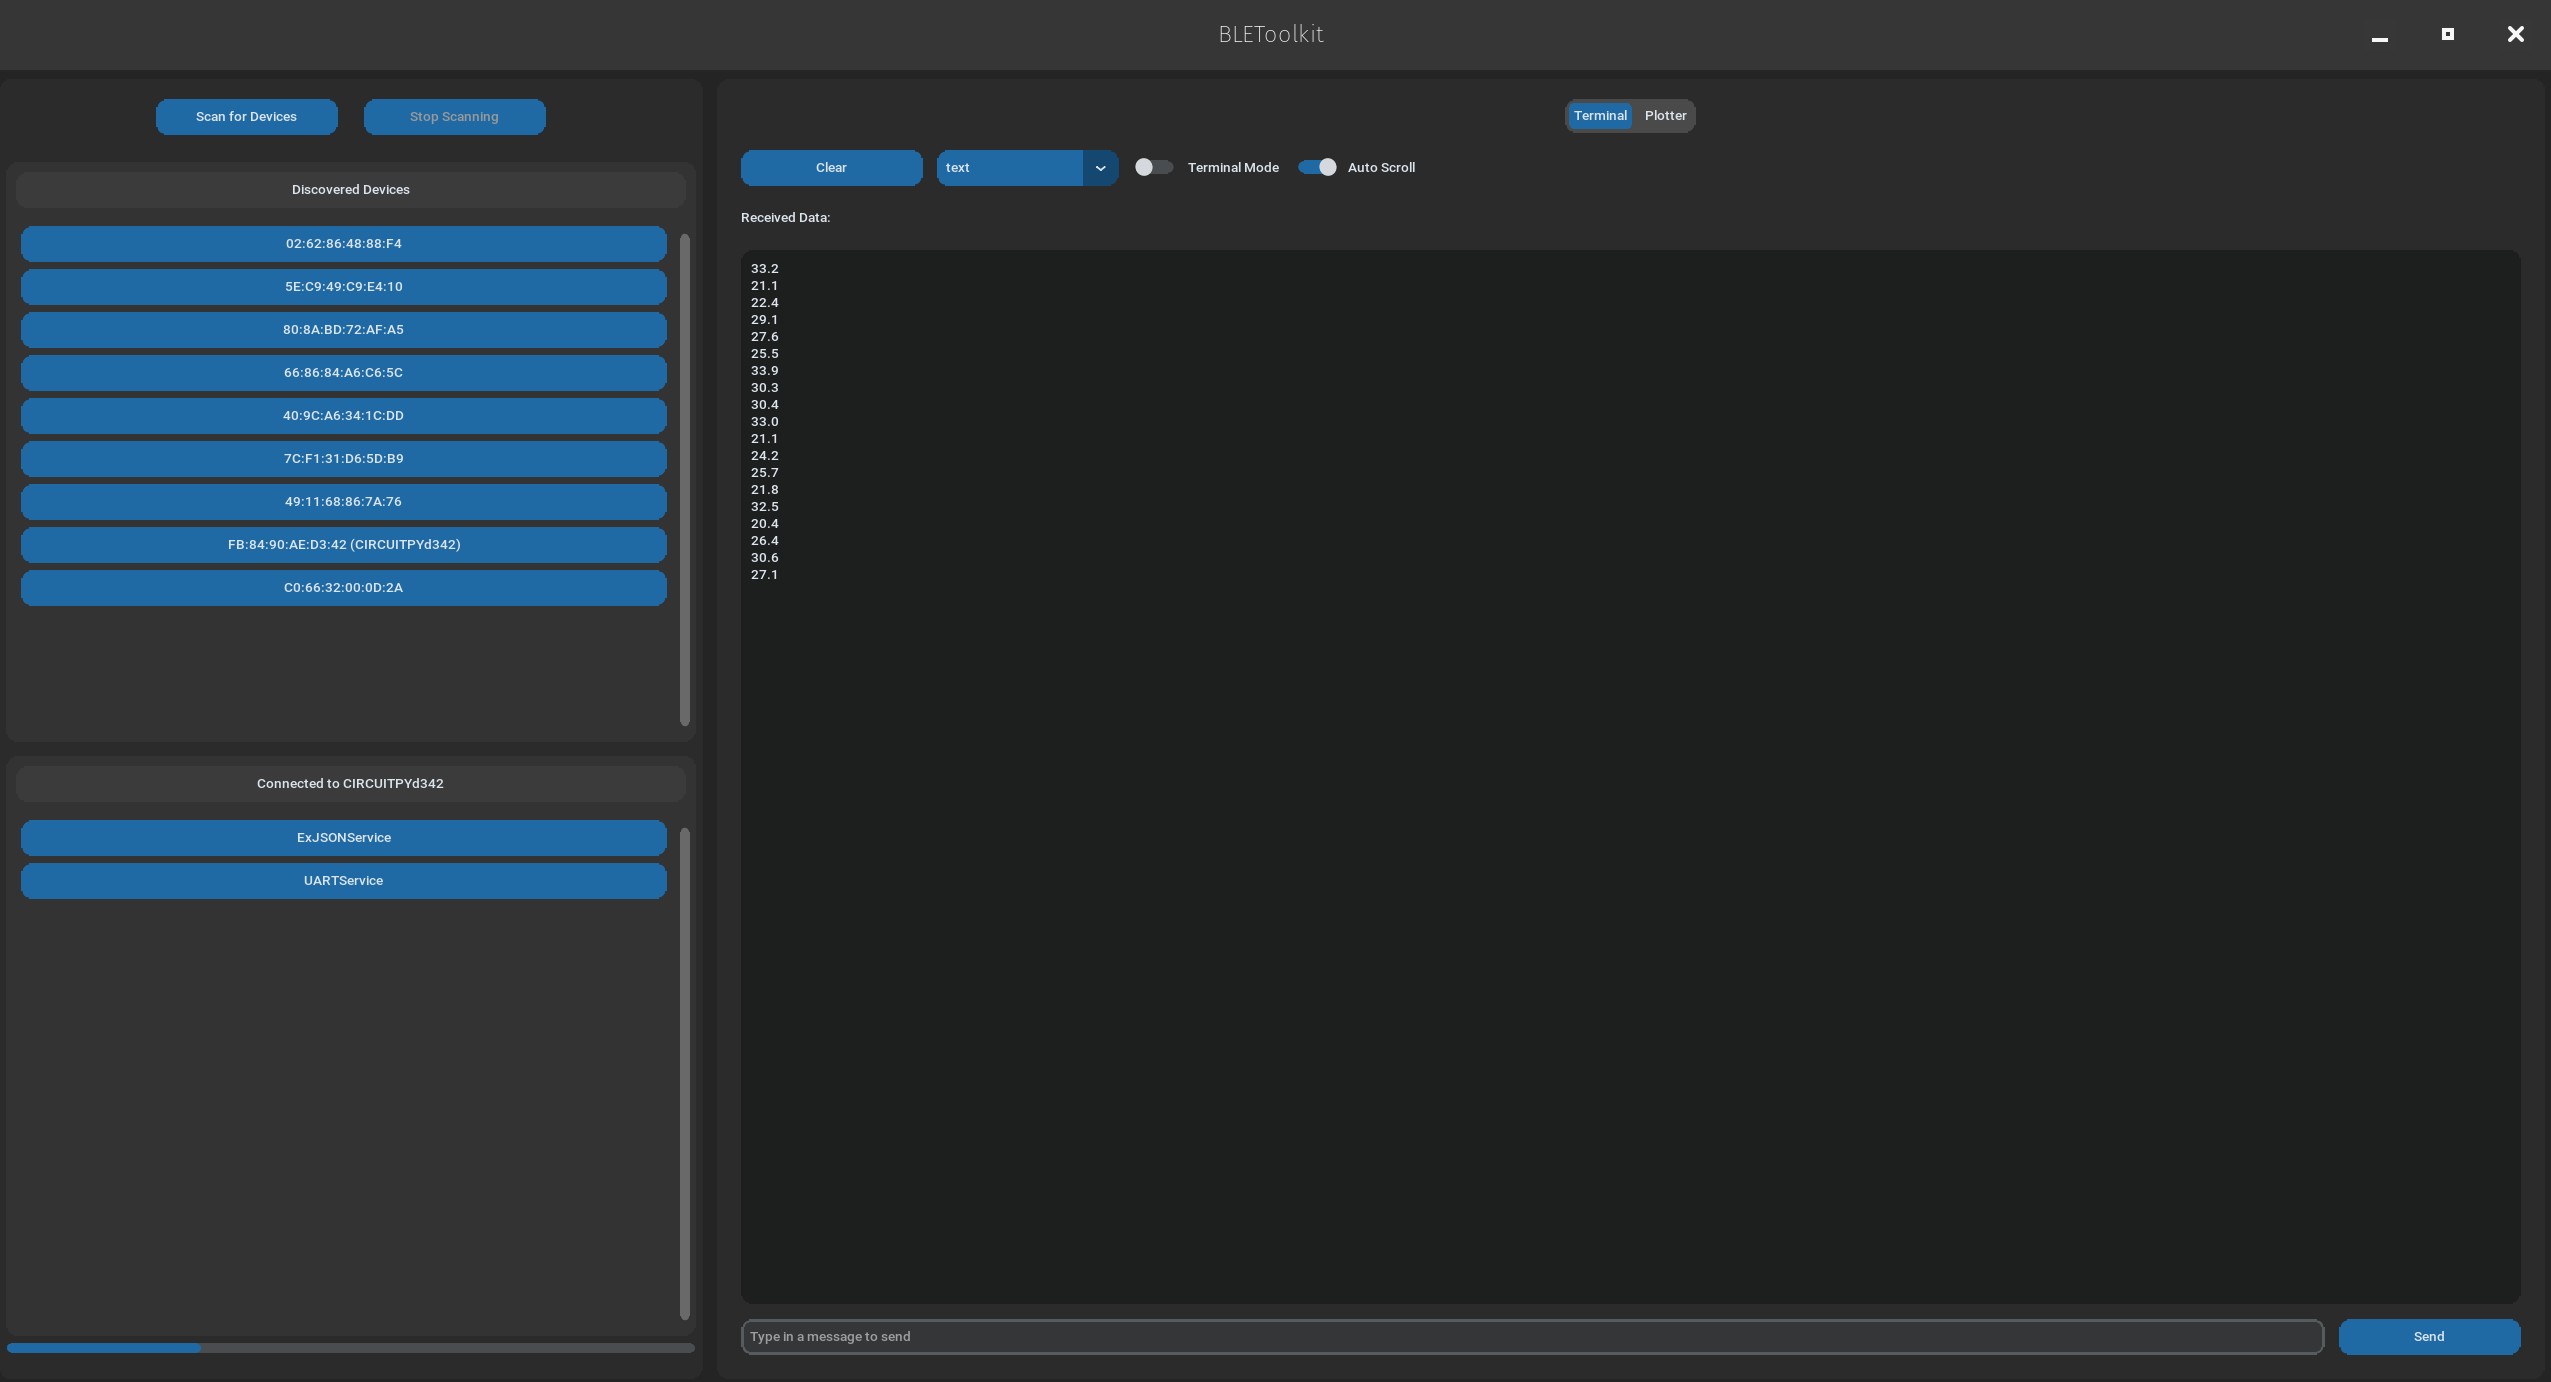 BLEToolkit
Scan for Devices
Stop Scanning
Discovered Devices
02:62:86:48:88:F4
5E:C9:49:C9:E4:10
80:8A:BD:72:AF:A5
66:86:84:A6:C6:5C
40:9C:A6:34:1C:DD
7C:F1:31:D6:5D:B9
49:11:68:86:7A:76
FB:84:90:AE:D3:42 (CIRCUITPYd342)
C0:66:32:00:0D:2A
Connected to CIRCUITPYd342
ExJSONService
UARTService
Terminal
Plotter
Clear
text
Terminal Mode
Auto Scroll
Received Data:
33.2
21.1
22.4
29.1
27.6
25.5
33.9
30.3
30.4
33.0
21.1
24.2
25.7
21.8
32.5
20.4
26.4
30.6
27.1
Type in a message to send
Send